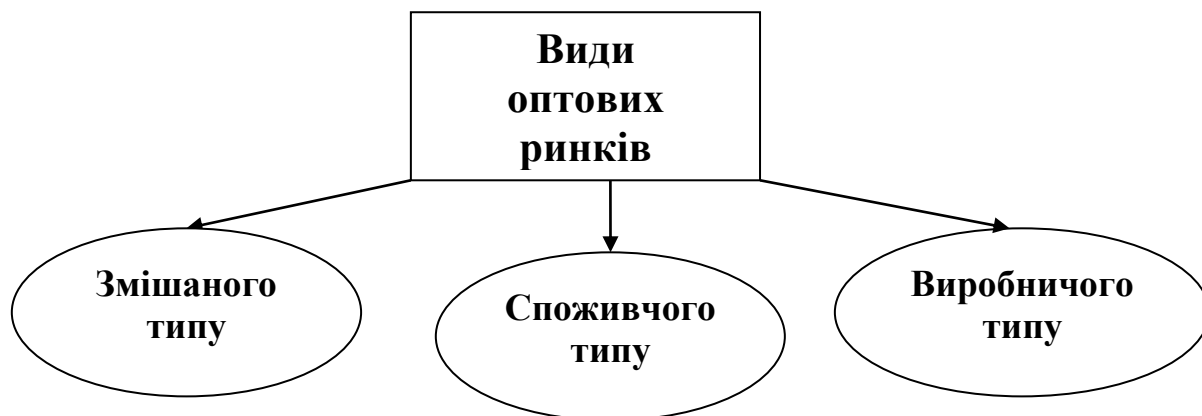 Види
оптових
ринків
Змішаного
типу
Споживчого
типу
Виробничого
типу